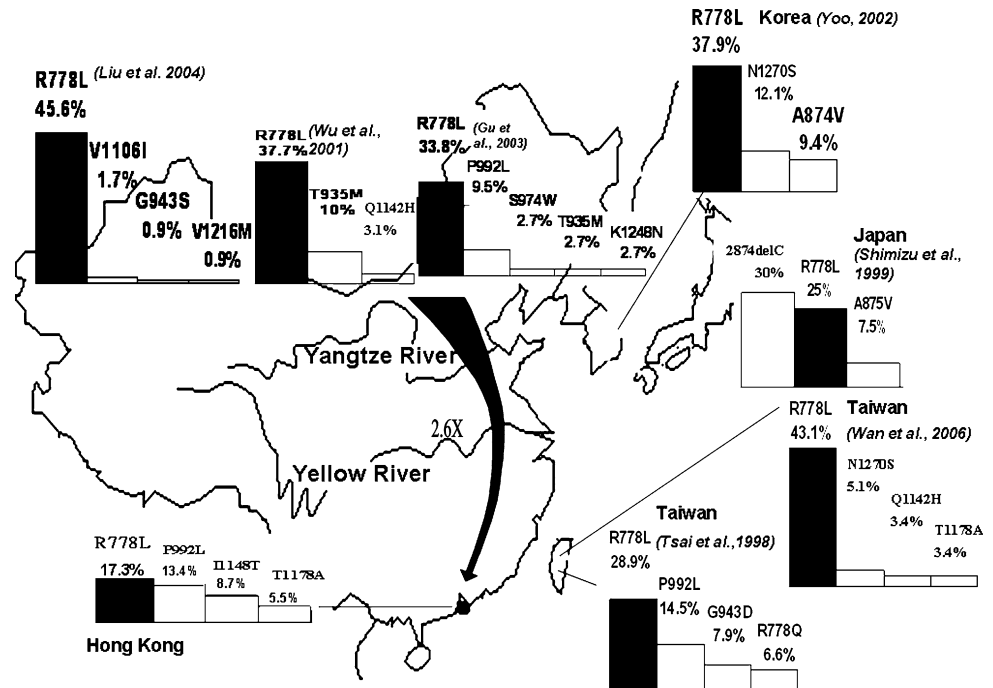 R778L (Liu et al. 2004)
45.6%
V1106I
1.7%
G943S
0.9%
V1216M
0.9%
R778L (Wu et al.,
37.7% 2001)
T935M
10%
Q1142H
3.1%
R778L (Gu et
33.8% al., 2003)
P992L
9.5%
S974W
2.7%
T935M
2.7%
K1248N
2.7%
R778L Korea (Yoo, 2002)
37.9%
N1270S
12.1%
A874V
9.4%
Japan
(Shimizu et al.,
1999)
2874delC
30%
R778L
25%
A875V
7.5%
Yangtze River
2.6X
Yellow River
R778L Taiwan
43.1% (Wan et al., 2006)
N1270S
5.1%
Q1142H
3.4%
T1178A
3.4%
Taiwan
R778L (Tsai et al.,1998)
28.9%
P992L
14.5%
G943D
7.9%
R778Q
6.6%
R778L
17.3%
P992L
13.4%
I1148T
8.7%
T1178A
5.5%
Hong Kong